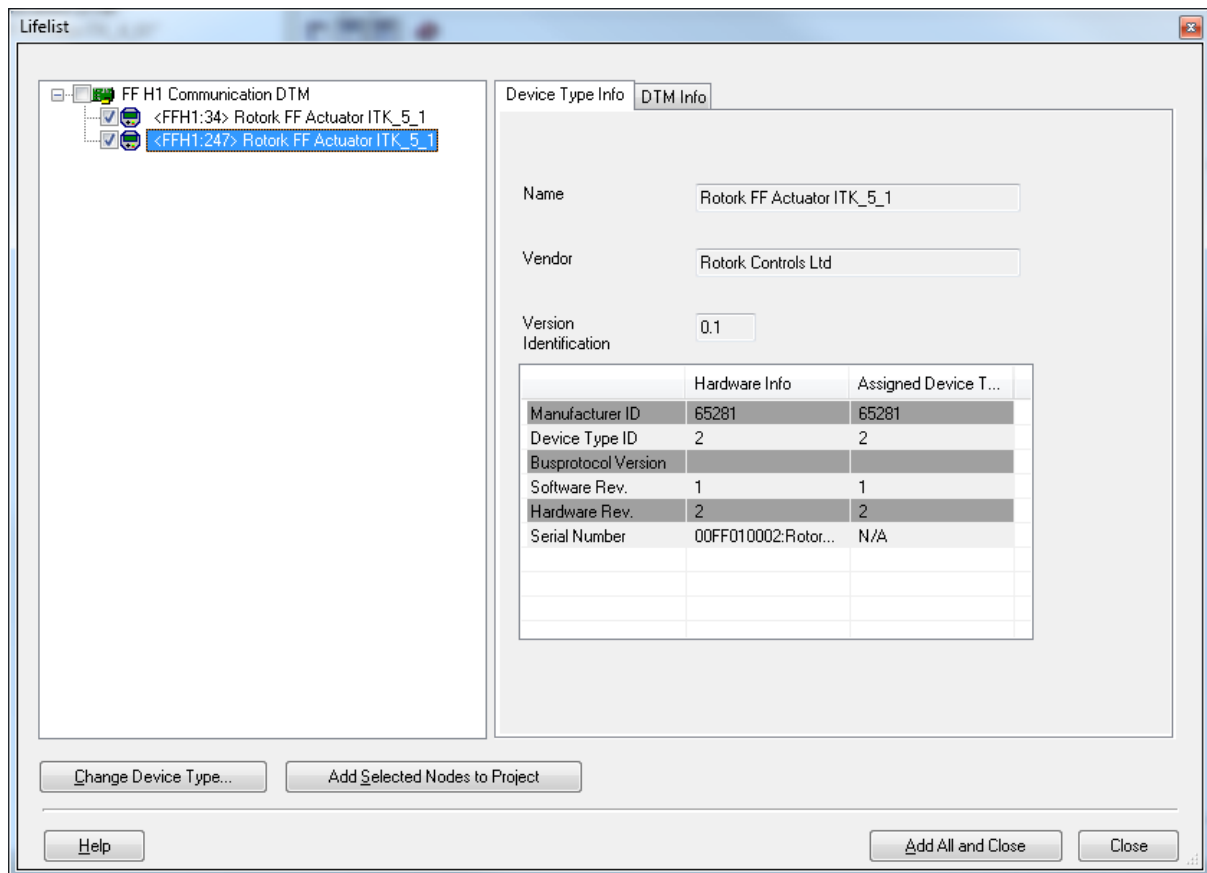 Lifelist
FF H1 Communication DTM
<FFH1:34> Rotork FF Actuator ITK_5_1
<FFH1:247> Rotork FF Actuator ITK_5_1
Device Type Info
DTM Info
Name
Rotork FF Actuator ITK_5_1
Vendor
Rotork Controls Ltd
Version
Identification
0.1
Hardware Info Assigned Device T...
Manufacturer ID 65281 65281
Device Type ID 2 2
Busprotocol Version
Software Rev. 1 1
Hardware Rev. 2 2
Serial Number 00FF010002:Rotor... N/A
Change Device Type...
Add Selected Nodes to Project
Help
Add All and Close
Close